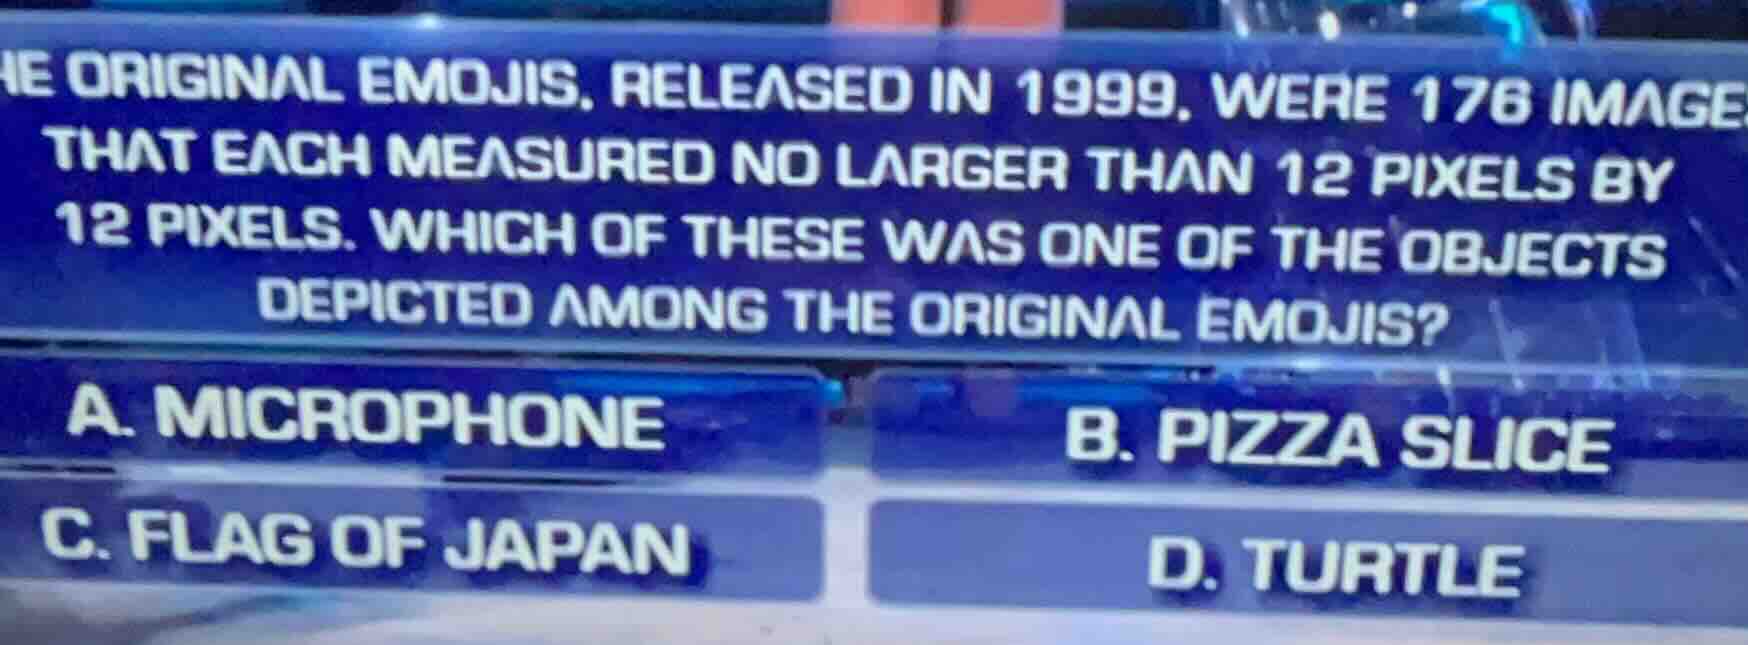 HE ORIGINAL EMOJIS, RELEASED IN 1999, WERE 176 IMAGE
THAT EACH MEASURED NO LARGER THAN 12 PIXELS BY
12 PIXELS. WHICH OF THESE WAS ONE OF THE OBJECTS
DEPICTED AMONG THE ORIGINAL EMOJIS?
A. MICROPHONE
B. PIZZA SLICE
C. FLAG OF JAPAN
D. TURTLE